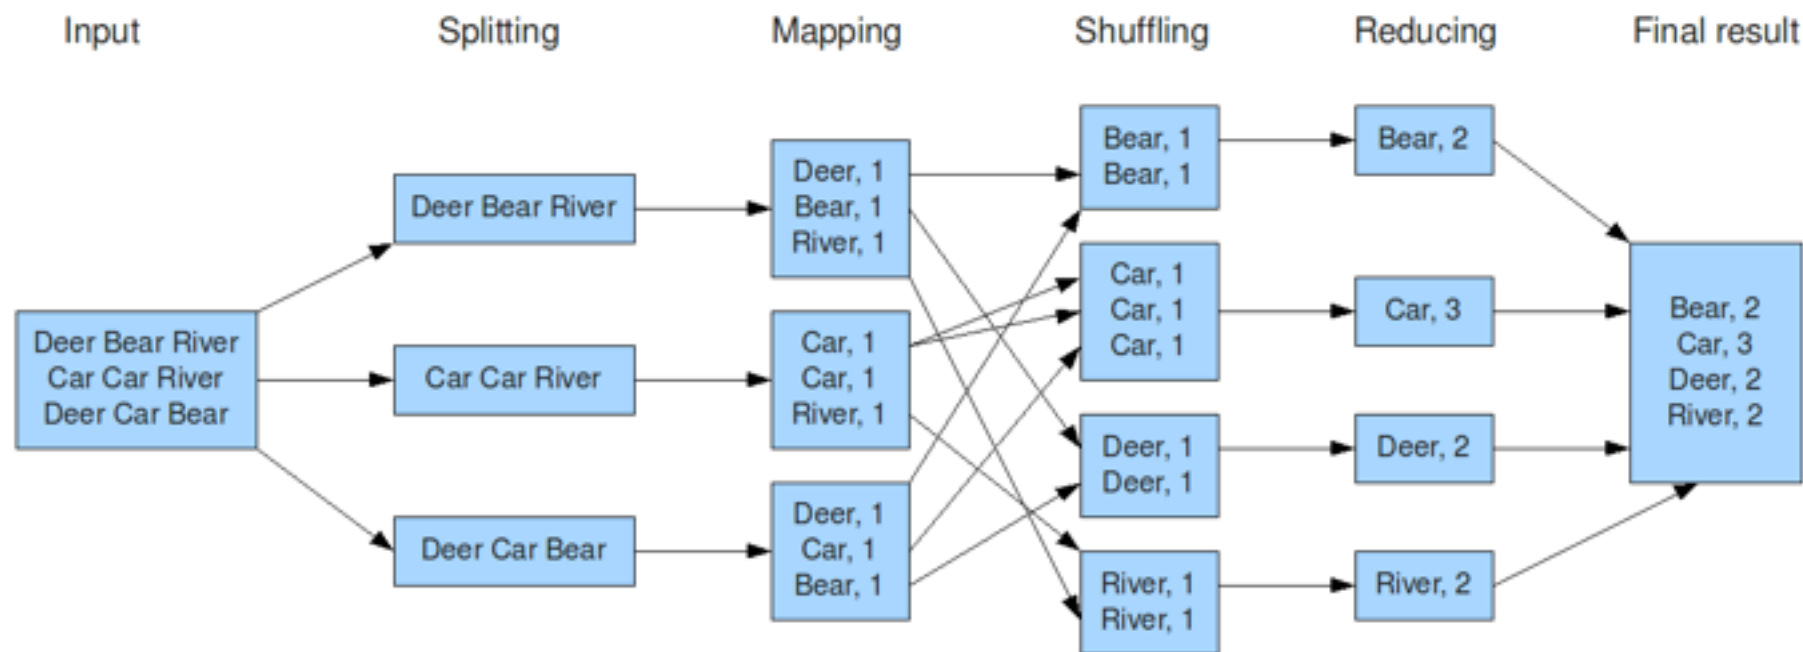 Input
Splitting
Mapping
Shuffling
Reducing
Final result
Deer Bear River
Car Car River
Deer Car Bear
Deer Bear River
Car Car River
Deer Car Bear
Deer, 1
Bear, 1
River, 1
Car, 1
Car, 1
River, 1
Deer, 1
Car, 1
Bear, 1
Bear, 1
Bear, 1
Car, 1
Car, 1
Car, 1
Deer, 1
Deer, 1
River, 1
River, 1
Bear, 2
Car, 3
Deer, 2
River, 2
Bear, 2
Car, 3
Deer, 2
River, 2